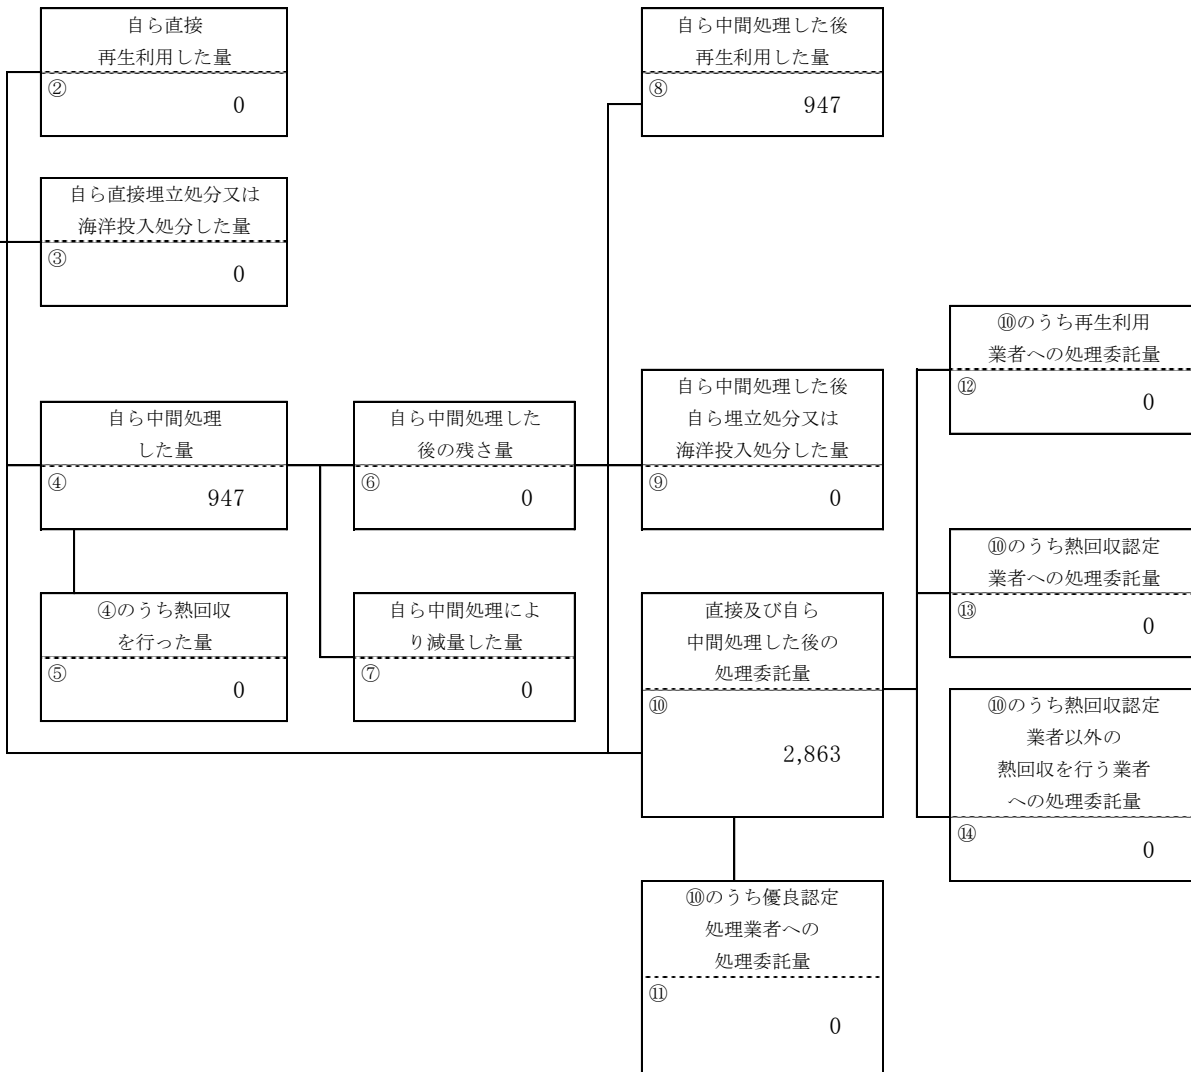 自ら直接
再生利用した量
②
0
自ら中間処理した後
再生利用した量
⑧
947
自ら直接埋立処分又は
海洋投入処分した量
③
0
⑩のうち再生利用
業者への処理委託量
⑫
0
自ら中間処理
した量
④
947
自ら中間処理した
後の残さ量
⑥
0
自ら中間処理した後
自ら埋立処分又は
海洋投入処分した量
⑨
0
⑩のうち熱回収認定
業者への処理委託量
⑬
0
④のうち熱回収
を行った量
⑤
0
自ら中間処理によ
り減量した量
⑦
0
直接及び自ら
中間処理した後の
処理委託量
⑩
2,863
⑩のうち熱回収認定
業者以外の
熱回収を行う業者
への処理委託量
⑭
0
⑩のうち優良認定
処理業者への
処理委託量
⑪
0